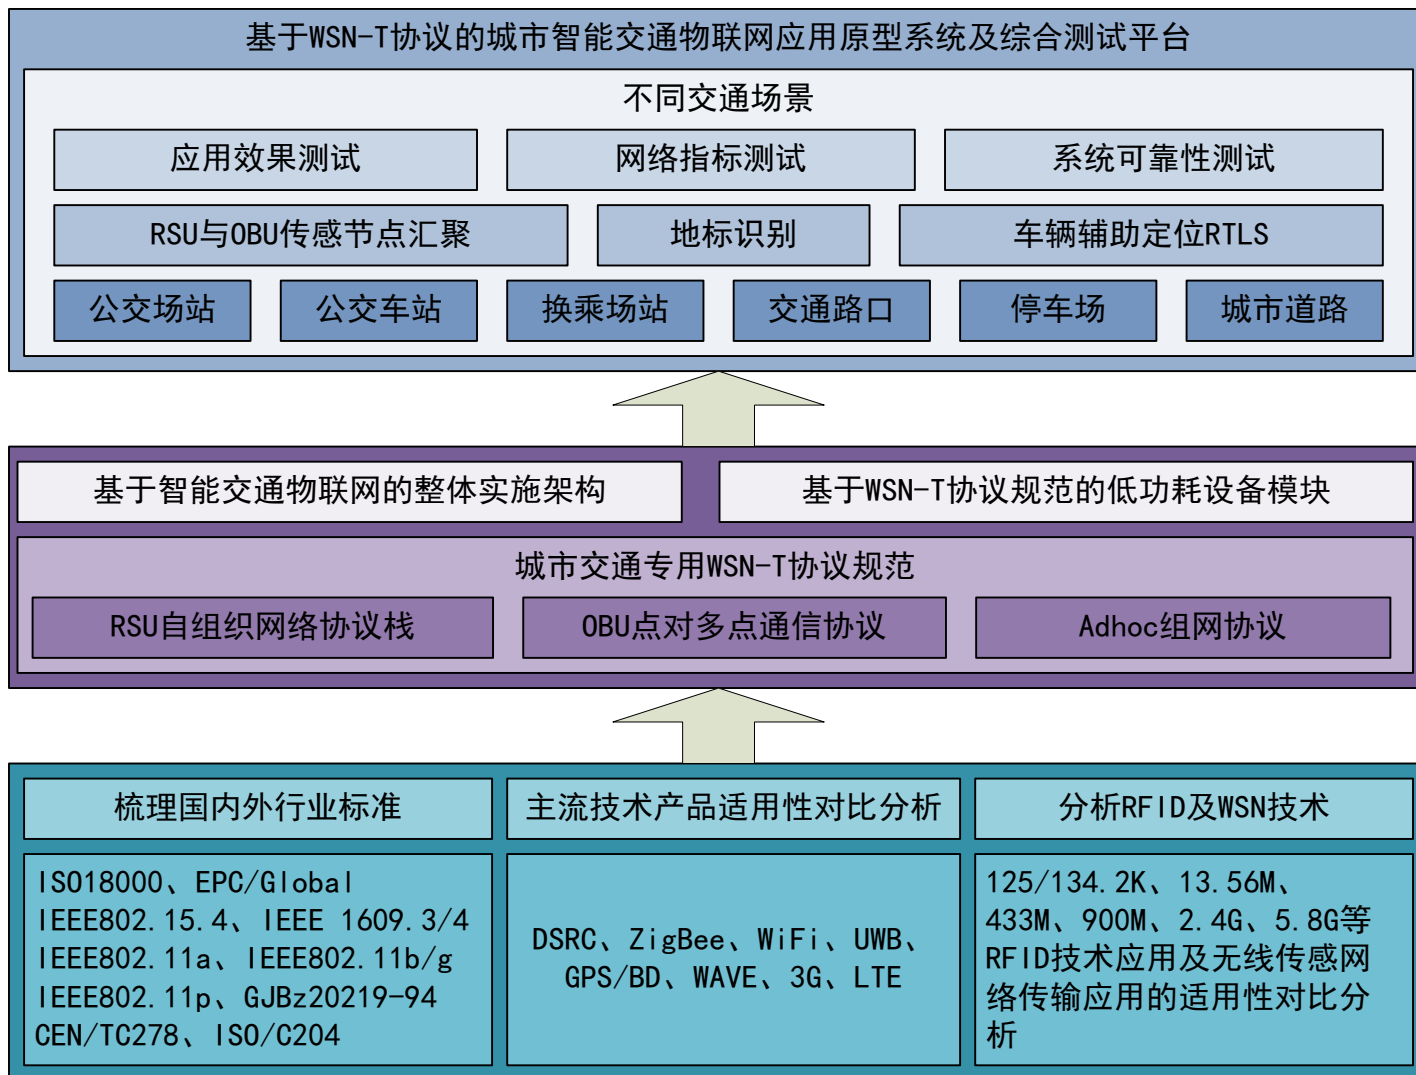 基于WSN-T协议的城市智能交通物联网应用原型系统及综合测试平台
不同交通场景
应用效果测试
网络指标测试
系统可靠性测试
RSU与OBU传感节点汇聚
地标识别
车辆辅助定位RTLS
公交场站
公交车站
换乘场站
交通路口
停车场
城市道路
基于智能交通物联网的整体实施架构
基于WSN-T协议规范的低功耗设备模块
城市交通专用WSN-T协议规范
RSU自组织网络协议栈
OBU点对多点通信协议
Adhoc组网协议
梳理国内外行业标准
主流技术产品适用性对比分析
分析RFID及WSN技术
ISO18000、EPC/Global
IEEE802.15.4、IEEE 1609.3/4
IEEE802.11a、IEEE802.11b/g
IEEE802.11p、GJBz20219-94
CEN/TC278、ISO/C204
DSRC、ZigBee、WiFi、UWB、
GPS/BD、WAVE、3G、LTE
125/134.2K、13.56M、
433M、900M、2.4G、5.8G等
RFID技术应用及无线传感网
络传输应用的适用性对比分
析